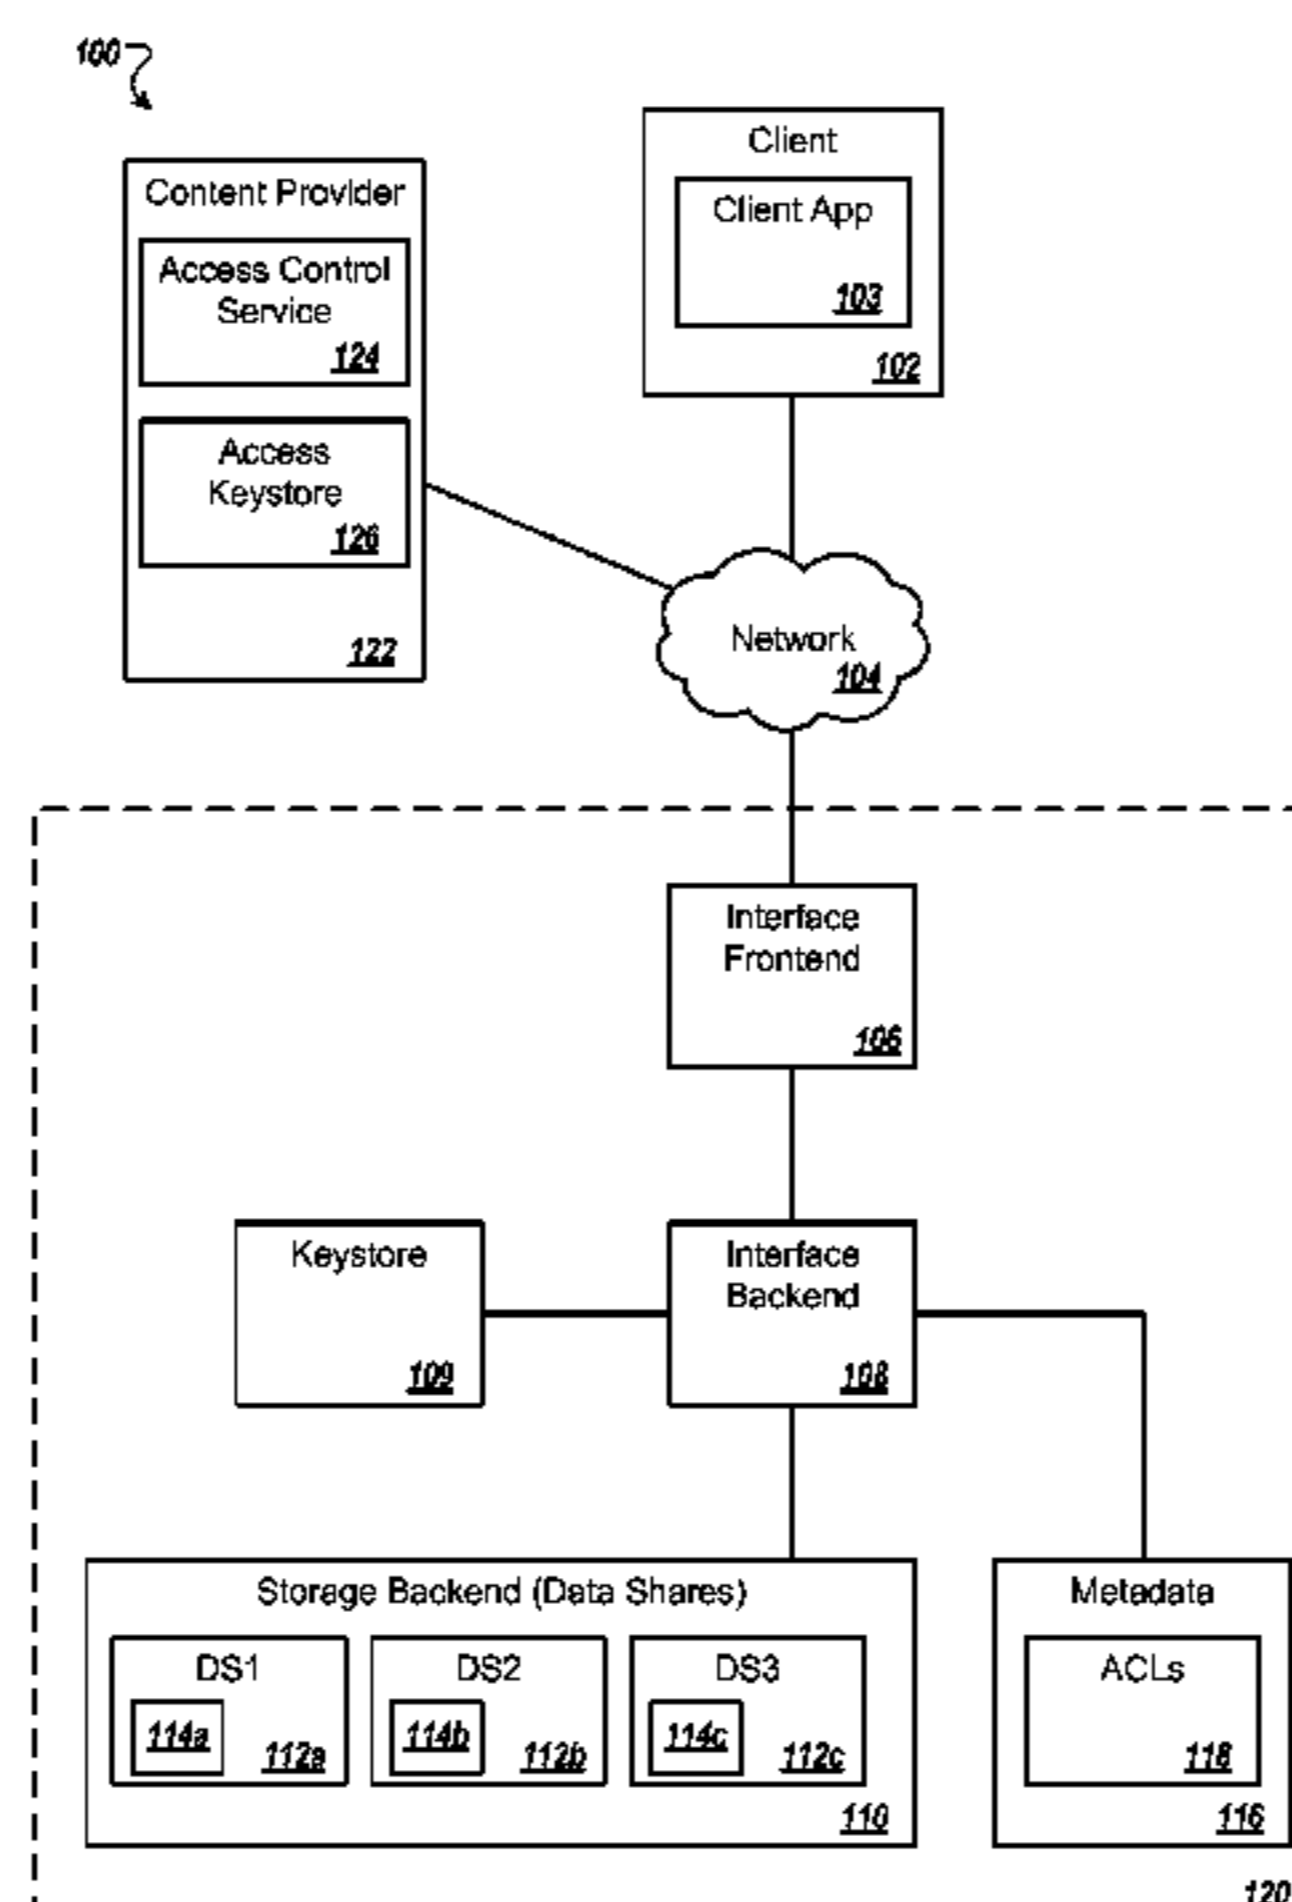 100
Client
Client App
103
102
Content Provider
Access Control
Service
124
Access
Keystore
126
122
Network
104
Interface
Frontend
106
Keystore
109
Interface
Backend
108
Storage Backend (Data Shares)
DS1
114a
112a
DS2
114b
112b
DS3
114c
112c
110
Metadata
ACLs
118
116
120